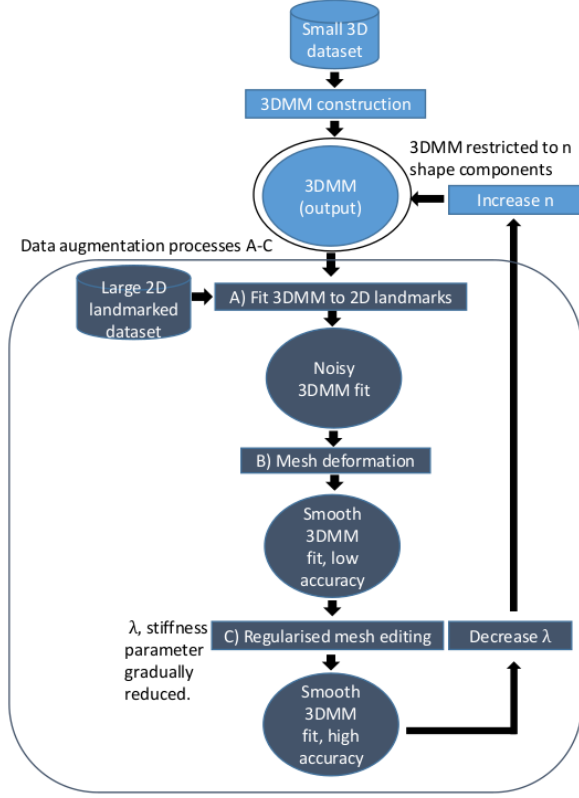 Small 3D
dataset
3DMM construction
3DMM restricted to n
shape components
3DMM
(output)
Increase n
Data augmentation processes A-C
Large 2D
landmarked
dataset
A) Fit 3DMM to 2D landmarks
Noisy
3DMM fit
B) Mesh deformation
Smooth
3DMM
fit, low
accuracy
λ, stiffness
parameter
gradually
reduced.
C) Regularised mesh editing
Decrease λ
Smooth
3DMM
fit, high
accuracy